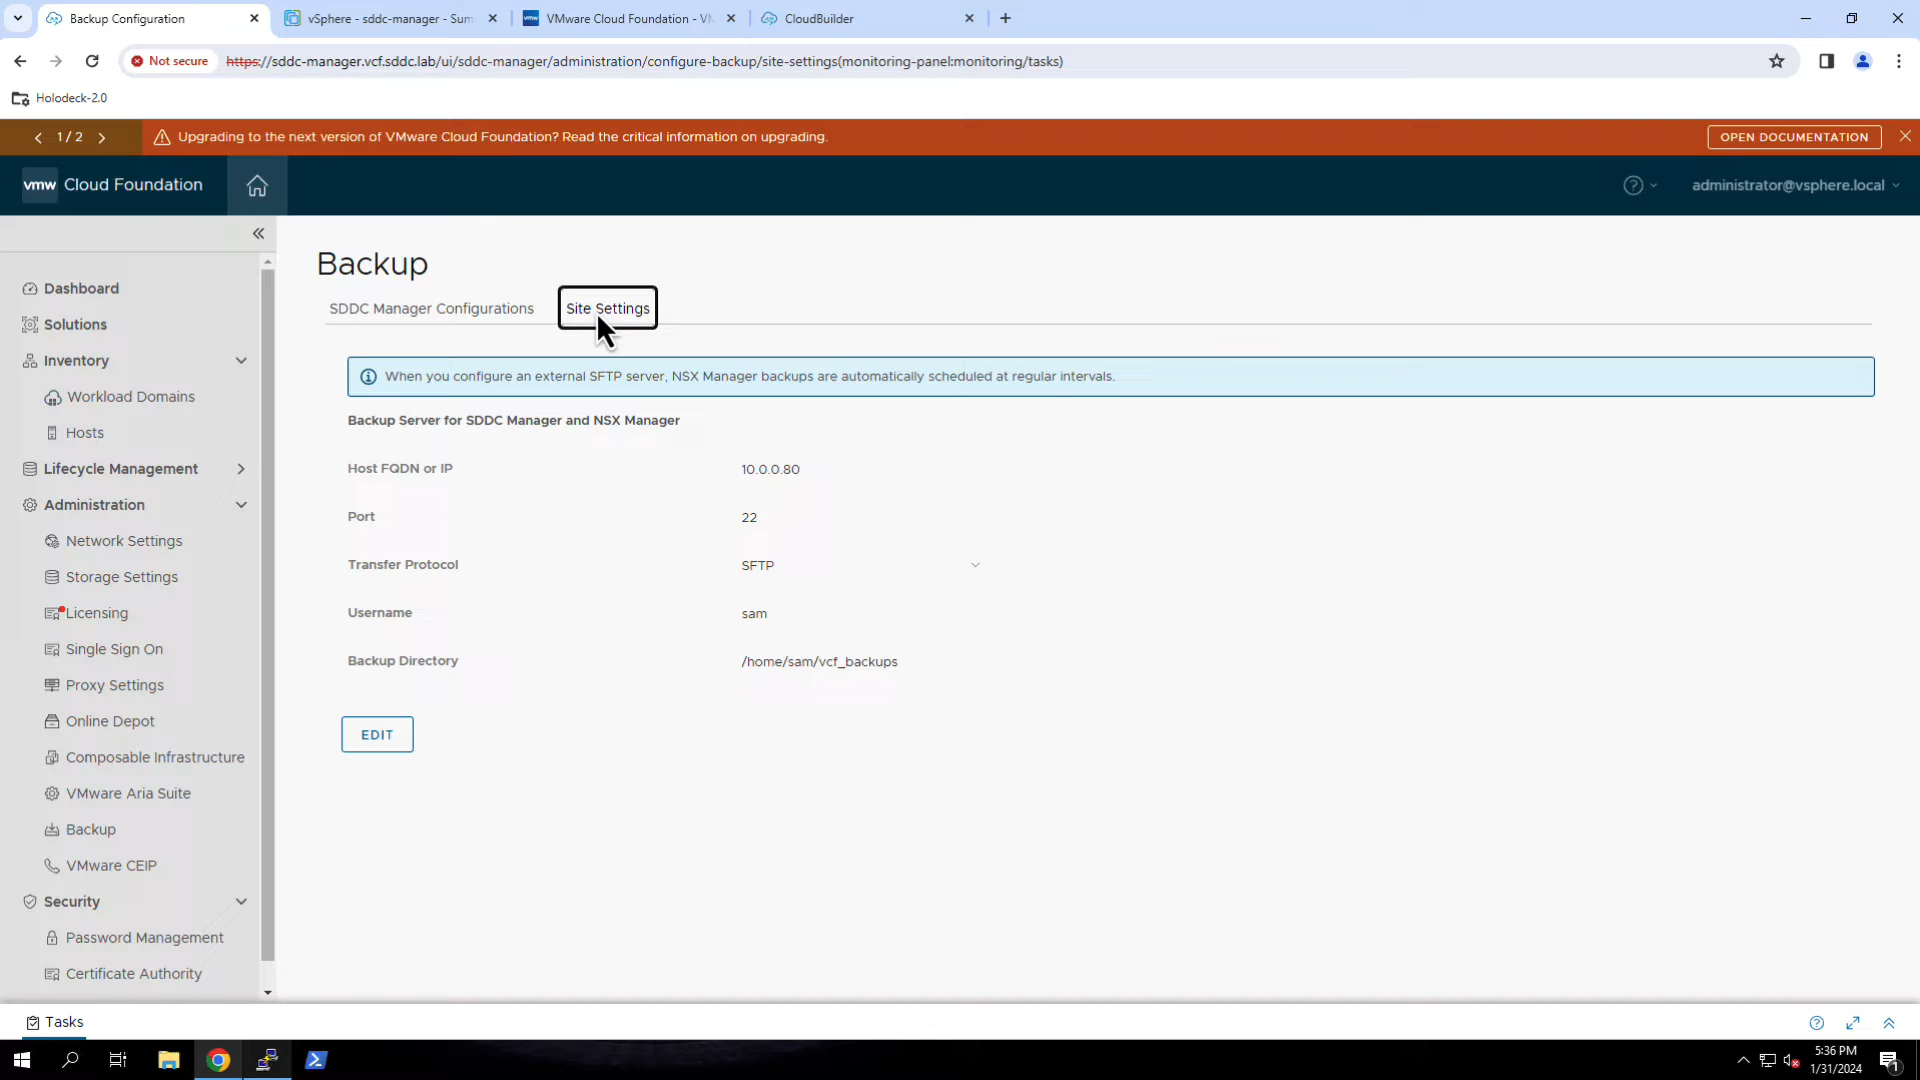 Backup Configuration
vSphere - sddc-manager - Sum
VMware Cloud Foundation - VM
CloudBuilder
Not secure
https://sddc-manager.vcf.sddc.lab/ui/sddc-manager/administration/configure-backup/site-settings(monitoring-panel:monitoring/tasks)
Holodeck-2.0
1 / 2
Upgrading to the next version of VMware Cloud Foundation? Read the critical information on upgrading.
OPEN DOCUMENTATION
vmw Cloud Foundation
administrator@vsphere.local
Backup
SDDC Manager Configurations
Site Settings
Dashboard
Solutions
Inventory
Workload Domains
Hosts
Lifecycle Management
Administration
Network Settings
Storage Settings
Licensing
Single Sign On
Proxy Settings
Online Depot
Composable Infrastructure
VMware Aria Suite
Backup
VMware CEIP
Security
Password Management
Certificate Authority
When you configure an external SFTP server, NSX Manager backups are automatically scheduled at regular intervals.
Backup Server for SDDC Manager and NSX Manager
Host FQDN or IP 10.0.0.80
Port 22
Transfer Protocol SFTP
Username sam
Backup Directory /home/sam/vcf_backups
EDIT
Tasks
5:36 PM
1/31/2024
1